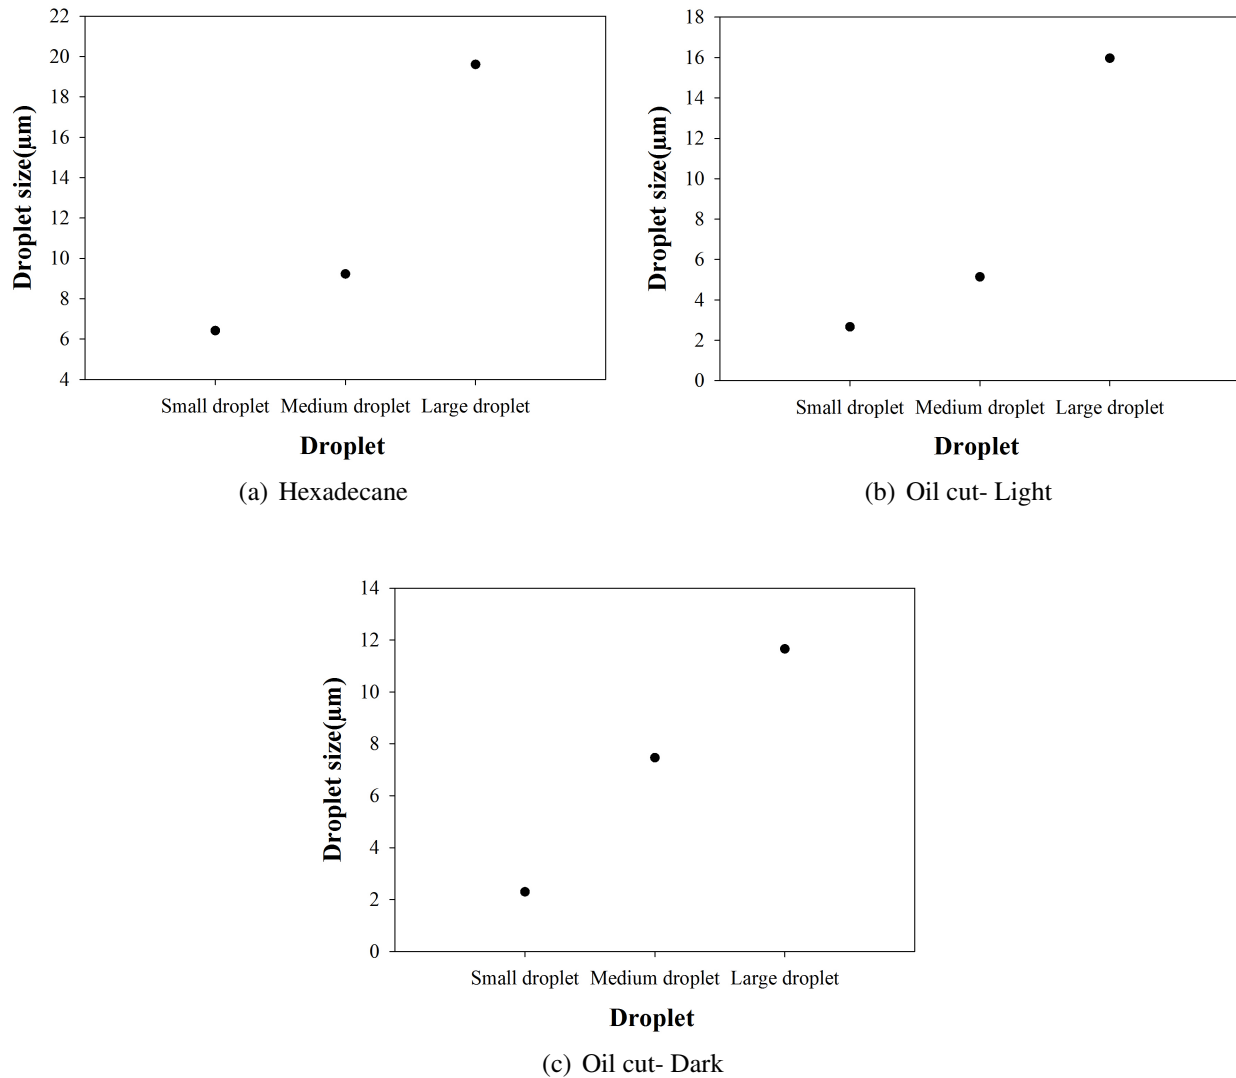 22
20
18
16
14
12
10
8
6
4
Droplet size(μm)
Small droplet Medium droplet Large droplet
Droplet
(a) Hexadecane
18
16
14
12
10
8
6
4
2
0
Droplet size(μm)
Small droplet Medium droplet Large droplet
Droplet
(b) Oil cut- Light
14
12
10
8
6
4
2
0
Droplet size(μm)
Small droplet Medium droplet Large droplet
Droplet
(c) Oil cut- Dark